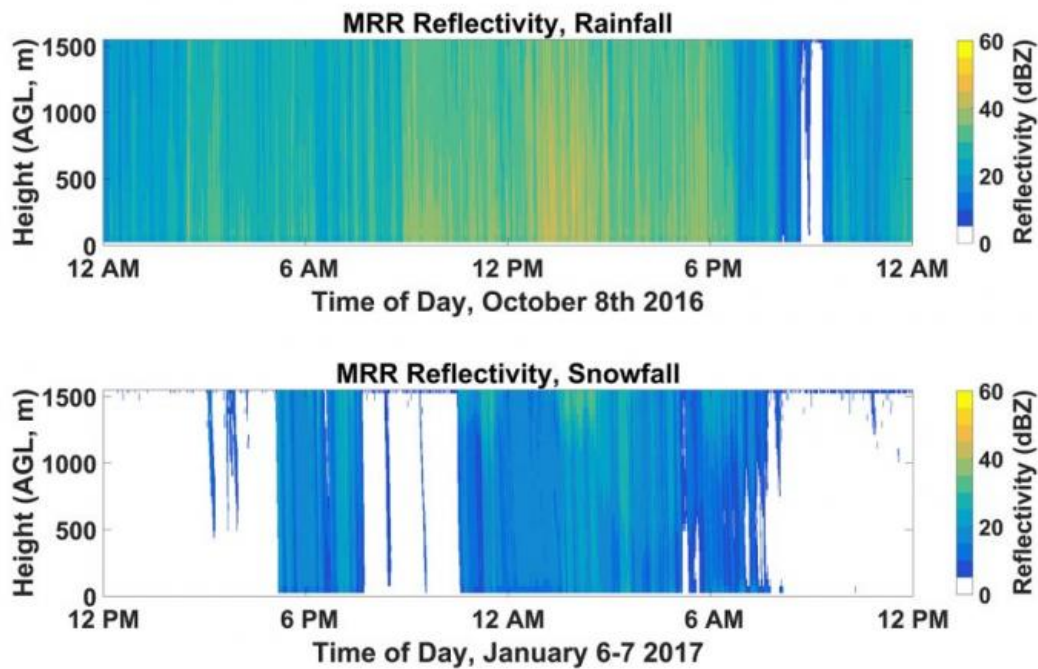 MRR Reflectivity, Rainfall
Height (AGL, m)
1500
1000
500
0
12 AM 6 AM 12 PM 6 PM 12 AM
Time of Day, October 8th 2016
60
40
20
0
Reflectivity (dBZ)
MRR Reflectivity, Snowfall
Height (AGL, m)
1500
1000
500
0
12 PM 6 PM 12 AM 6 AM 12 PM
Time of Day, January 6-7 2017
60
40
20
0
Reflectivity (dBZ)